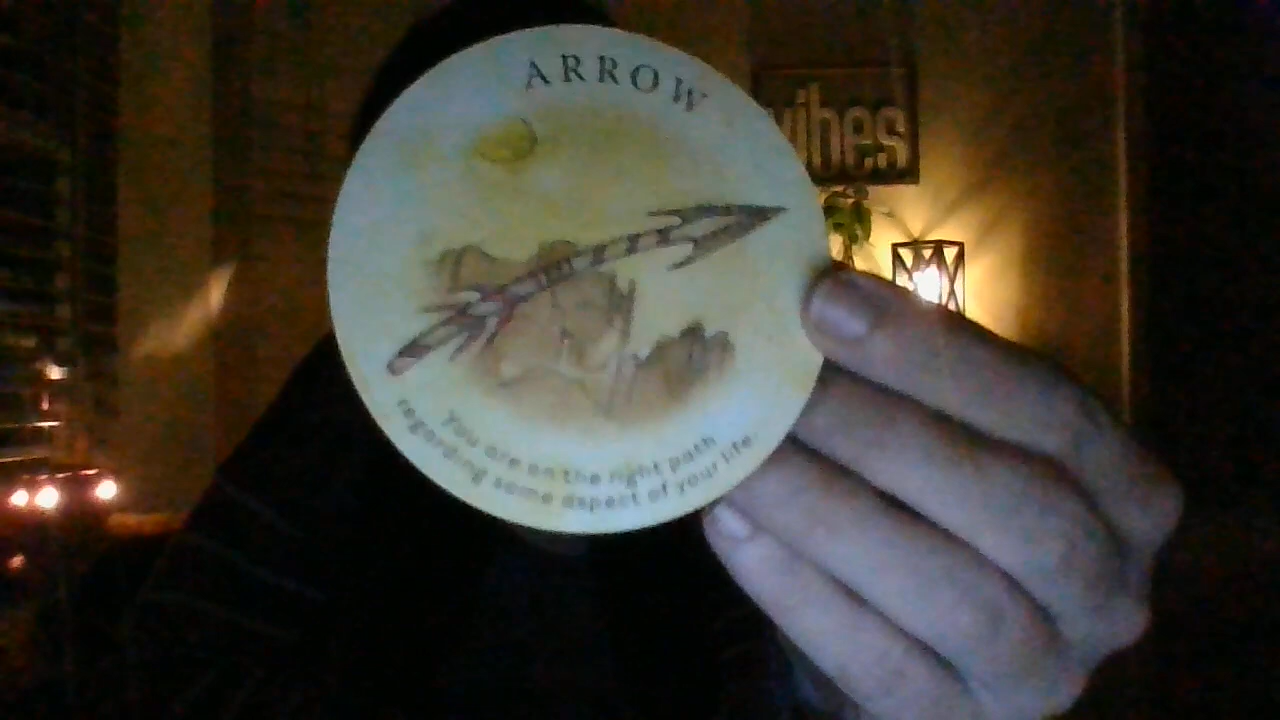 ARROW
vibes
You are on the right path
regarding some aspect of your life.